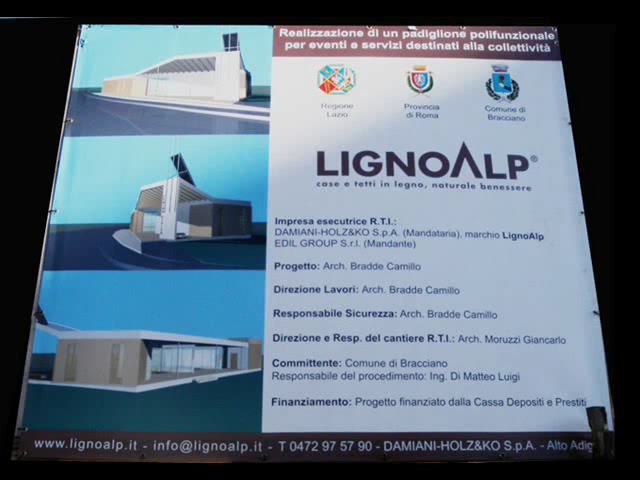 Realizzazione di un padiglione polifunzionale
per eventi e servizi destinati alla collettività
Regione
Lazio
Provincia
di Roma
Comune di
Bracciano
LIGNOALP®
case e tetti in legno, naturale benessere
Impresa esecutrice R.T.I.:
DAMIANI-HOLZ&KO S.p.A. (Mandataria), marchio LignoAlp
EDIL GROUP S.r.l. (Mandante)
Progetto: Arch. Bradde Camillo
Direzione Lavori: Arch. Bradde Camillo
Responsabile Sicurezza: Arch. Bradde Camillo
Direzione e Resp. del cantiere R.T.I.: Arch. Moruzzi Giancarlo
Committente: Comune di Bracciano
Responsabile del procedimento: Ing. Di Matteo Luigi
Finanziamento: Progetto finanziato dalla Cassa Depositi e Prestiti
www.lignoalp.it - info@lignoalp.it - T 0472 97 57 90 - DAMIANI-HOLZ&KO S.p.A. - Alto Adig